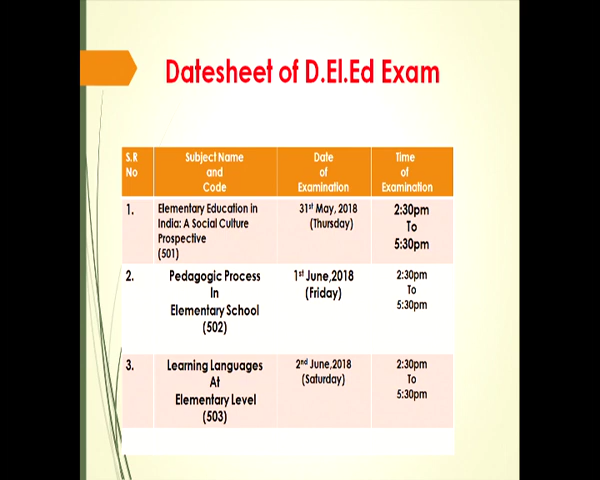 Datesheet of D.El.Ed Exam
S.R No
Subject Name and Code
Date of Examination
Time of Examination
1.
Elementary Education in
India: A Social Culture
Prospective
(501)
31st May, 2018
(Thursday)
2:30pm
To
5:30pm
2.
Pedagogic Process
In
Elementary School
(502)
1st June,2018
(Friday)
2:30pm
To
5:30pm
3.
Learning Languages
At
Elementary Level
(503)
2nd June,2018
(Saturday)
2:30pm
To
5:30pm